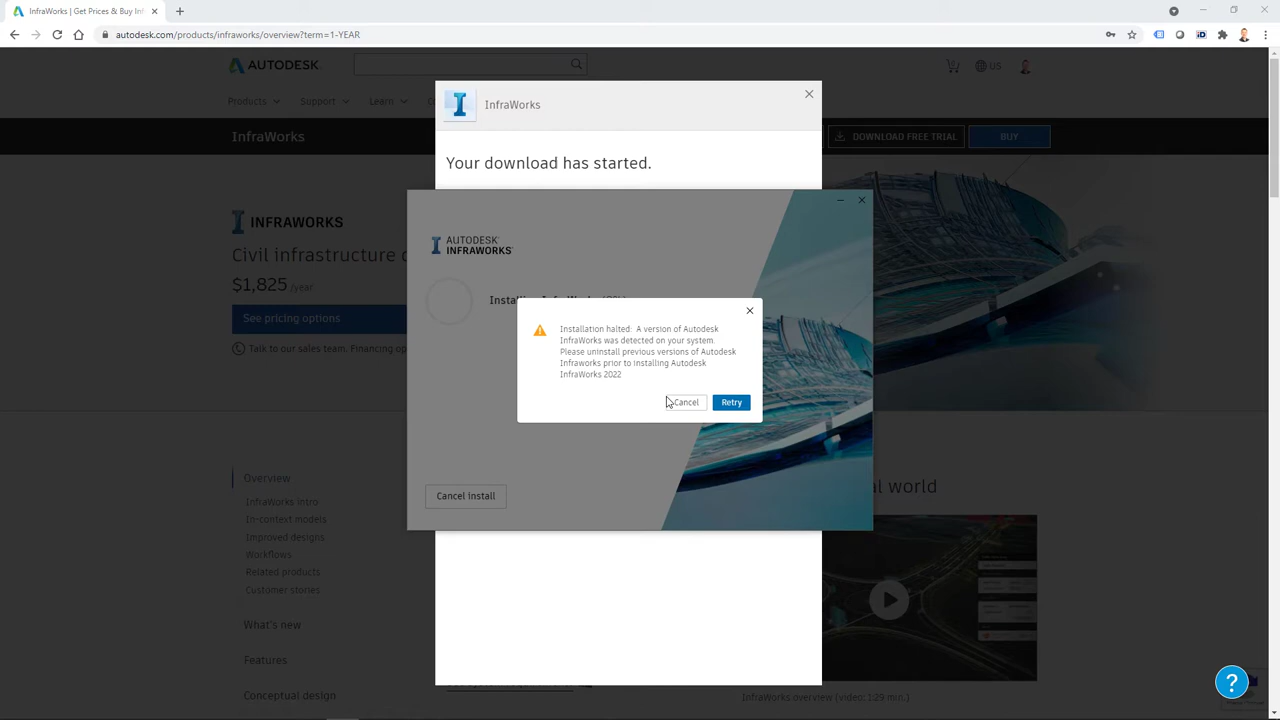 InfraWorks | Get Prices & Buy Inf
autodesk.com/products/infraworks/overview?term=1-YEAR
AUTODESK
US
Products
Support
Learn
InfraWorks
DOWNLOAD FREE TRIAL
BUY
InfraWorks
Your download has started.
INFRAWORKS
Civil infrastructure
$1,825 /year
See pricing options
Talk to our sales team: Financing op
AUTODESK
INFRAWORKS
Installation halted: A version of Autodesk
InfraWorks was detected on your system.
Please uninstall previous versions of Autodesk
Infraworks prior to installing Autodesk
InfraWorks 2022
Cancel
Retry
Cancel install
Overview
InfraWorks intro
In-context models
Improved designs
Workflows
Related products
Customer stories
What's new
Features
Conceptual design
al world
InfraWorks overview (video: 1:29 min.)
?